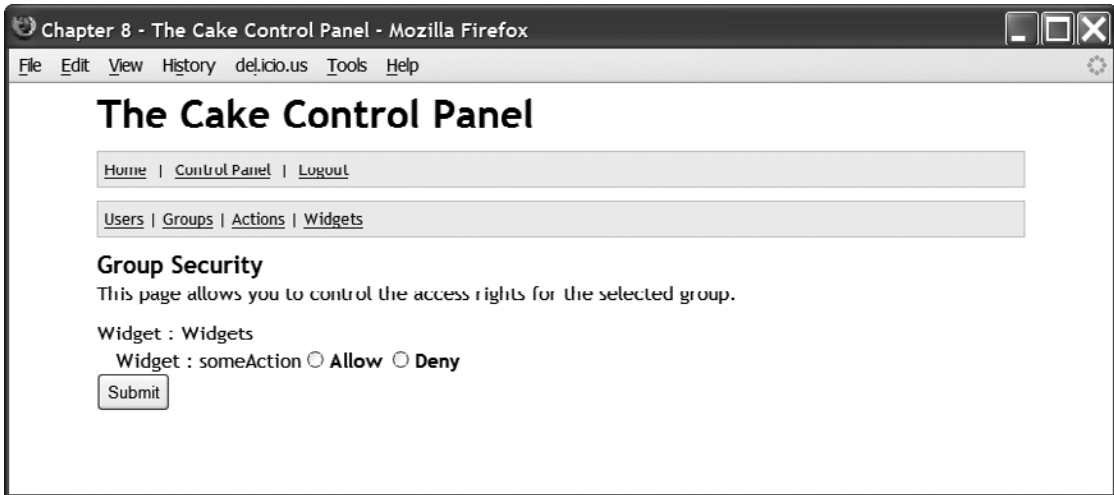 Chapter 8 - The Cake Control Panel - Mozilla Firefox
File Edit View History del.icio.us Tools Help
The Cake Control Panel
Home | Control Panel | Logout
Users | Groups | Actions | Widgets
Group Security
This page allows you to control the access rights for the selected group.
Widget : Widgets
Widget : someAction Allow Deny
Submit